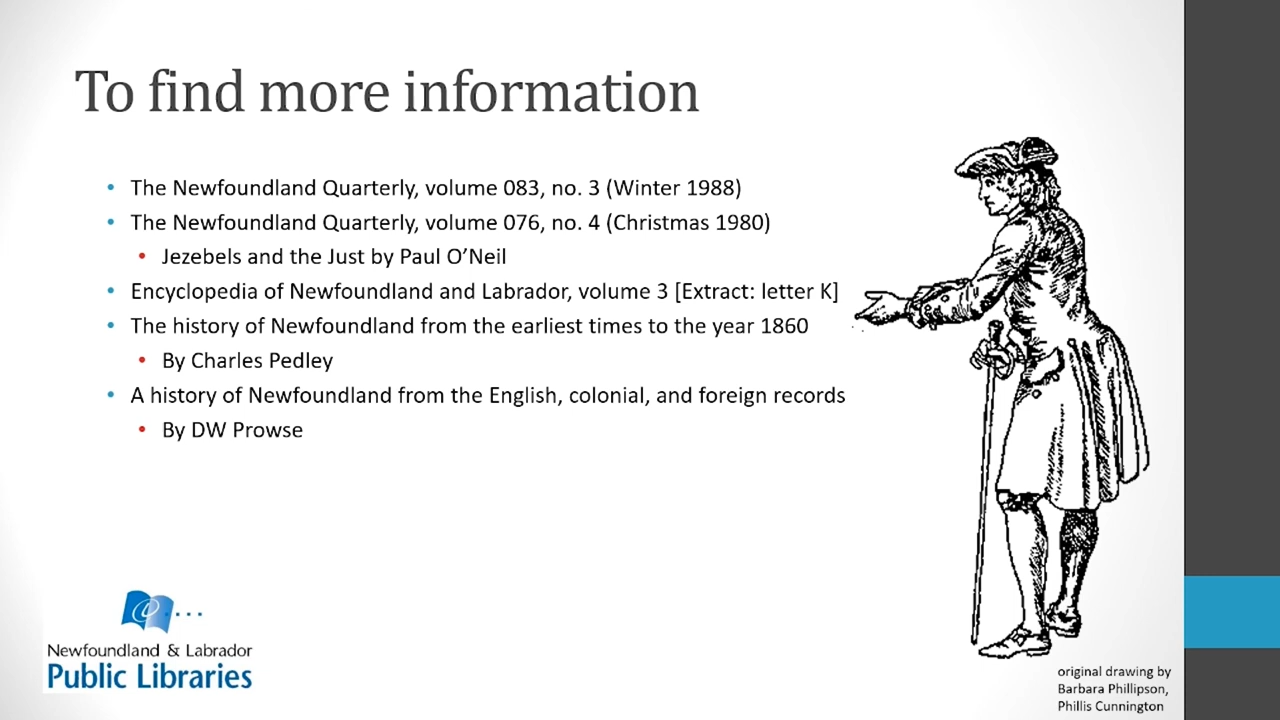 To find more information
The Newfoundland Quarterly, volume 083, no. 3 (Winter 1988)
The Newfoundland Quarterly, volume 076, no. 4 (Christmas 1980)
Jezebels and the Just by Paul O’Neil
Encyclopedia of Newfoundland and Labrador, volume 3 [Extract: letter K]
The history of Newfoundland from the earliest times to the year 1860
By Charles Pedley
A history of Newfoundland from the English, colonial, and foreign records
By DW Prowse
Newfoundland & Labrador
Public Libraries
original drawing by
Barbara Phillipson,
Phillis Cunnington